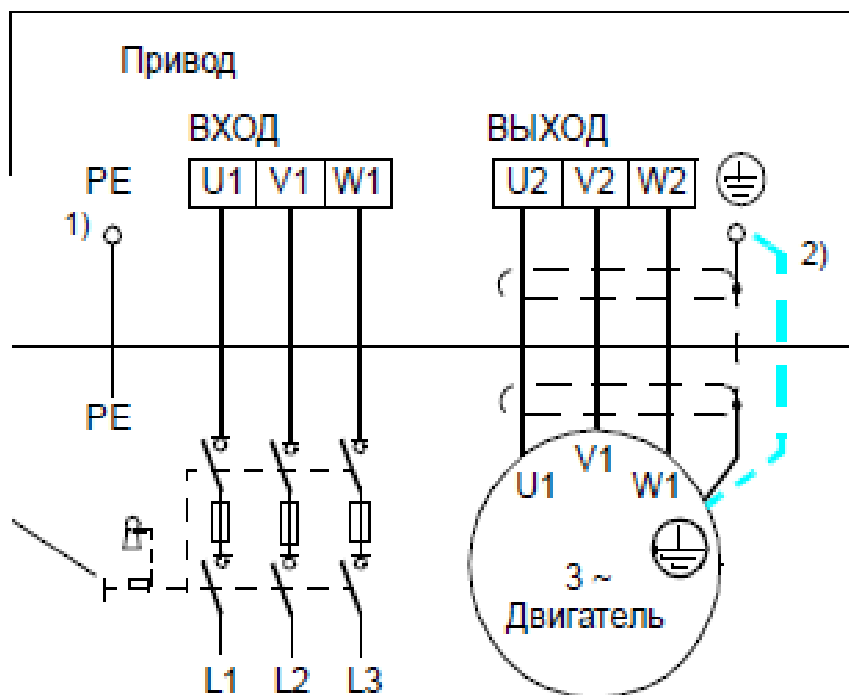 Привод
ВХОД ВЫХОД
PE U1 V1 W1 U2 V2 W2
1) 2)
PE
U1 V1 W1
3 ~
Двигатель
L1 L2 L3